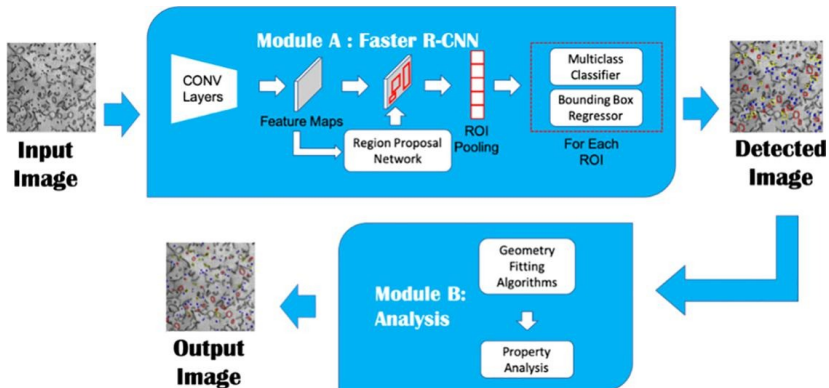 Module A : Faster R-CNN
CONV
Layers
Feature Maps
Region Proposal
Network
ROI
Pooling
Multiclass
Classifier
Bounding Box
Regressor
For Each
ROI
Input
Image
Detected
Image
Geometry
Fitting
Algorithms
Module B:
Analysis
Property
Analysis
Output
Image